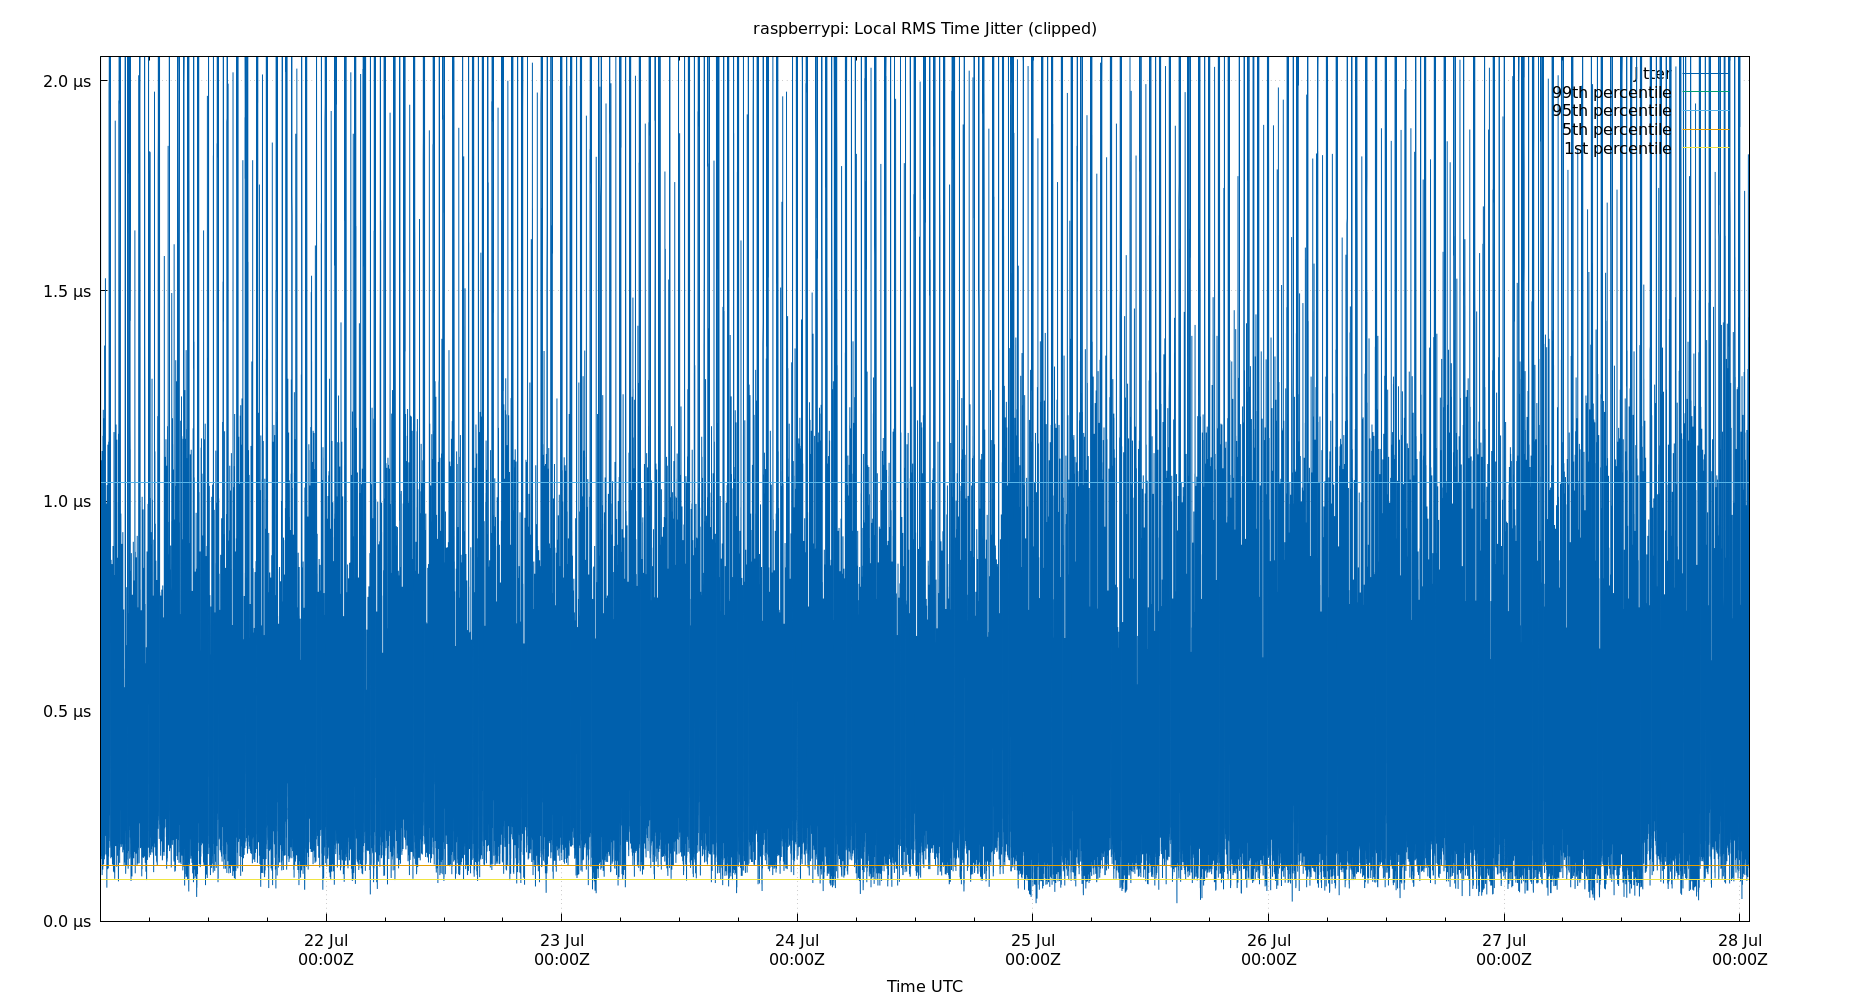 raspberrypi: Local RMS Time Jitter (clipped)
2.0 µs
1.5 µs
1.0 µs
0.5 µs
0.0 µs
jitter
99th percentile
95th percentile
5th percentile
1st percentile
22 Jul
00:00Z
23 Jul
00:00Z
24 Jul
00:00Z
25 Jul
00:00Z
26 Jul
00:00Z
27 Jul
00:00Z
28 Jul
00:00Z
Time UTC